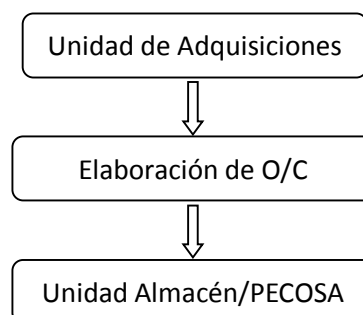 Unidad de Adquisiciones
Elaboración de O/C
Unidad Almacén/PECOSA